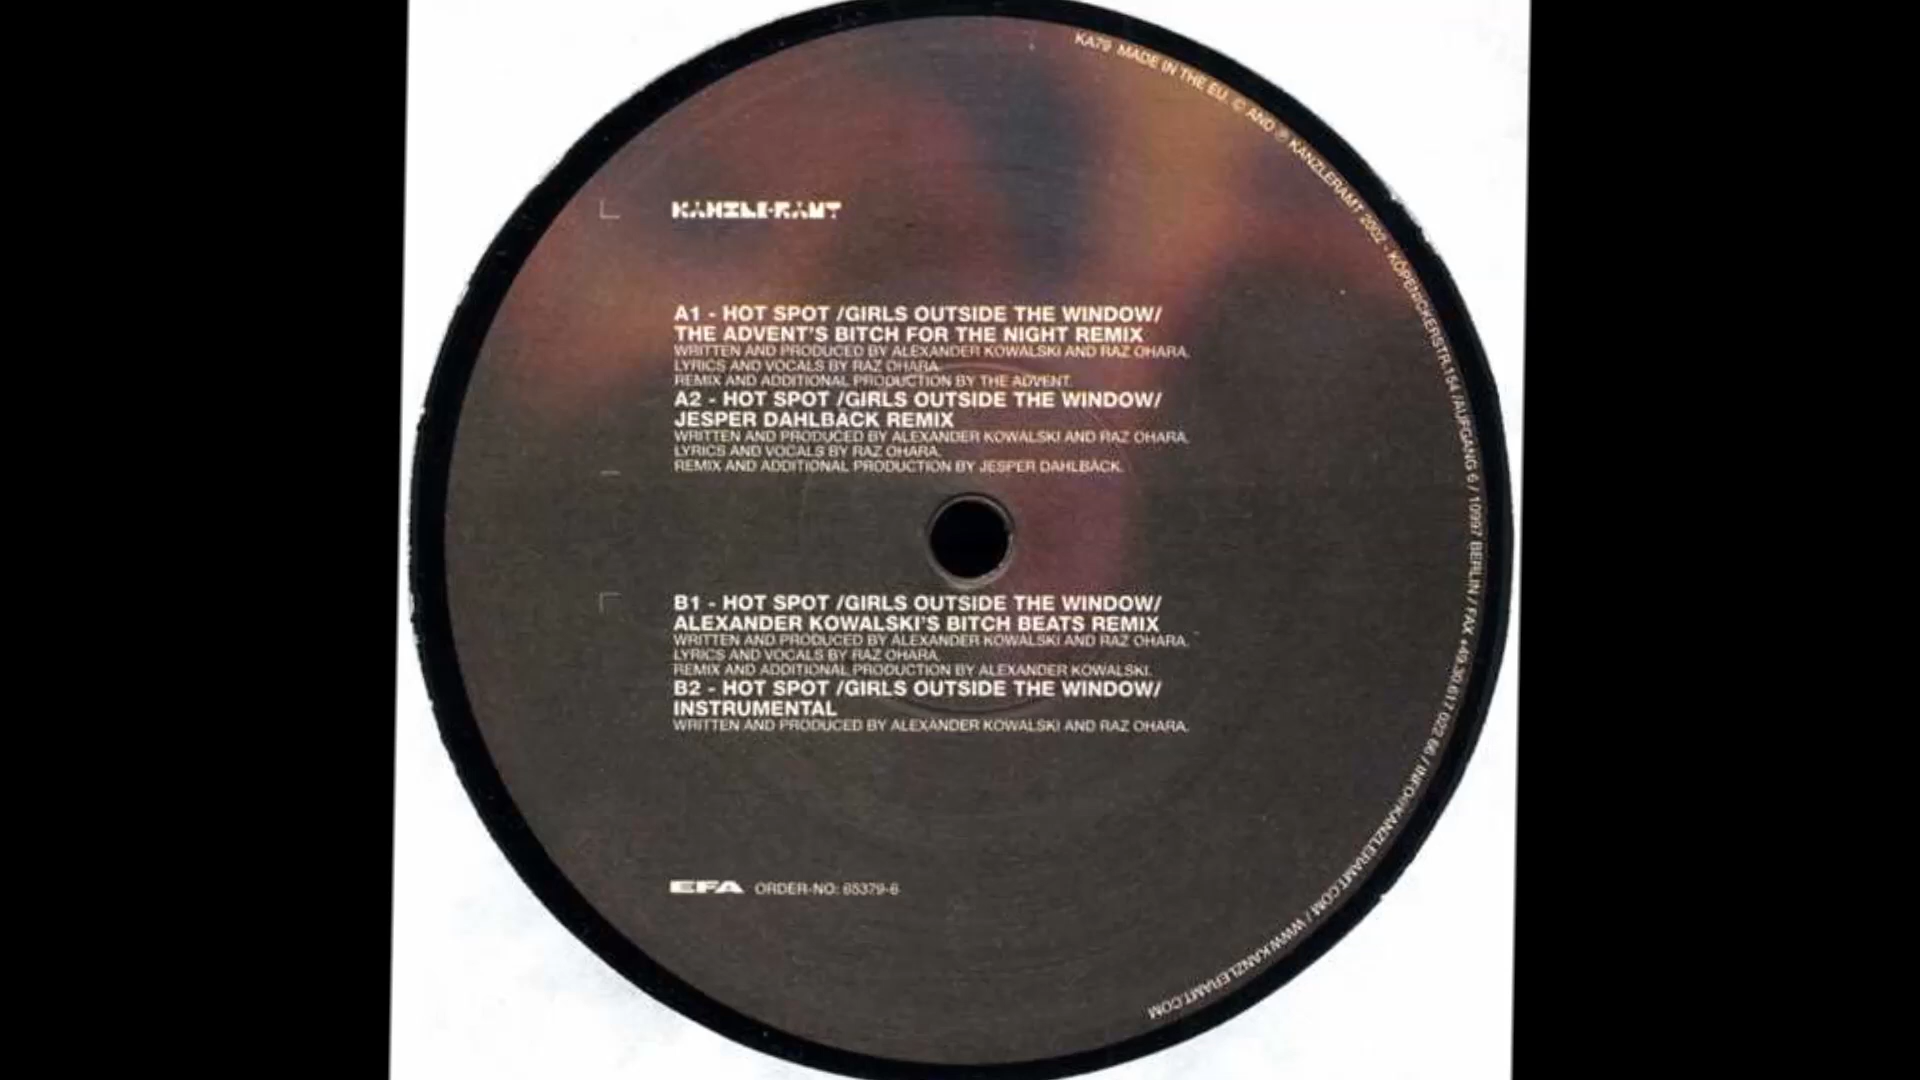 KANZLERAMT
A1 - HOT SPOT /GIRLS OUTSIDE THE WINDOW/
THE ADVENT'S BITCH FOR THE NIGHT REMIX
WRITTEN AND PRODUCED BY ALEXANDER KOWALSKI AND RAZ OHARA.
LYRICS AND VOCALS BY RAZ OHARA.
REMIX AND ADDITIONAL PRODUCTION BY THE ADVENT.
A2 - HOT SPOT /GIRLS OUTSIDE THE WINDOW/
JESPER DAHLBÄCK REMIX
WRITTEN AND PRODUCED BY ALEXANDER KOWALSKI AND RAZ OHARA.
LYRICS AND VOCALS BY RAZ OHARA.
REMIX AND ADDITIONAL PRODUCTION BY JESPER DAHLBÄCK.
B1 - HOT SPOT /GIRLS OUTSIDE THE WINDOW/
ALEXANDER KOWALSKI'S BITCH BEATS REMIX
WRITTEN AND PRODUCED BY ALEXANDER KOWALSKI AND RAZ OHARA.
LYRICS AND VOCALS BY RAZ OHARA.
REMIX AND ADDITIONAL PRODUCTION BY ALEXANDER KOWALSKI.
B2 - HOT SPOT /GIRLS OUTSIDE THE WINDOW/
INSTRUMENTAL
WRITTEN AND PRODUCED BY ALEXANDER KOWALSKI AND RAZ OHARA.
EFA ORDER-NO: 65379-6
KA79 MADE IN THE EU. © AND ℗ KANZLERAMT 2002 - KÖPENICKERSTR.154 /AUFGANG 6 / 10997 BERLIN / FAX +49.30.617 022 66 / INFO@KANZLERAMT.COM / WWW.KANZLERAMT.COM